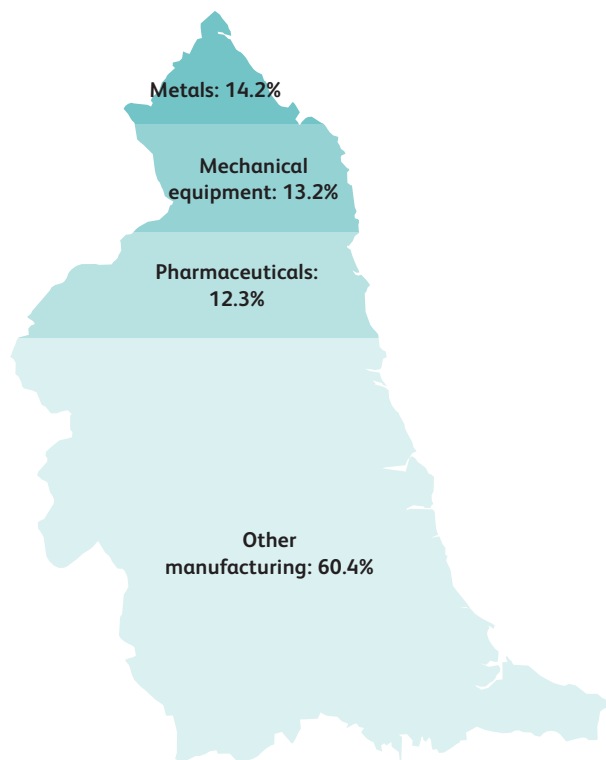 Metals: 14.2%
Mechanical
equipment: 13.2%
Pharmaceuticals:
12.3%
Other
manufacturing: 60.4%